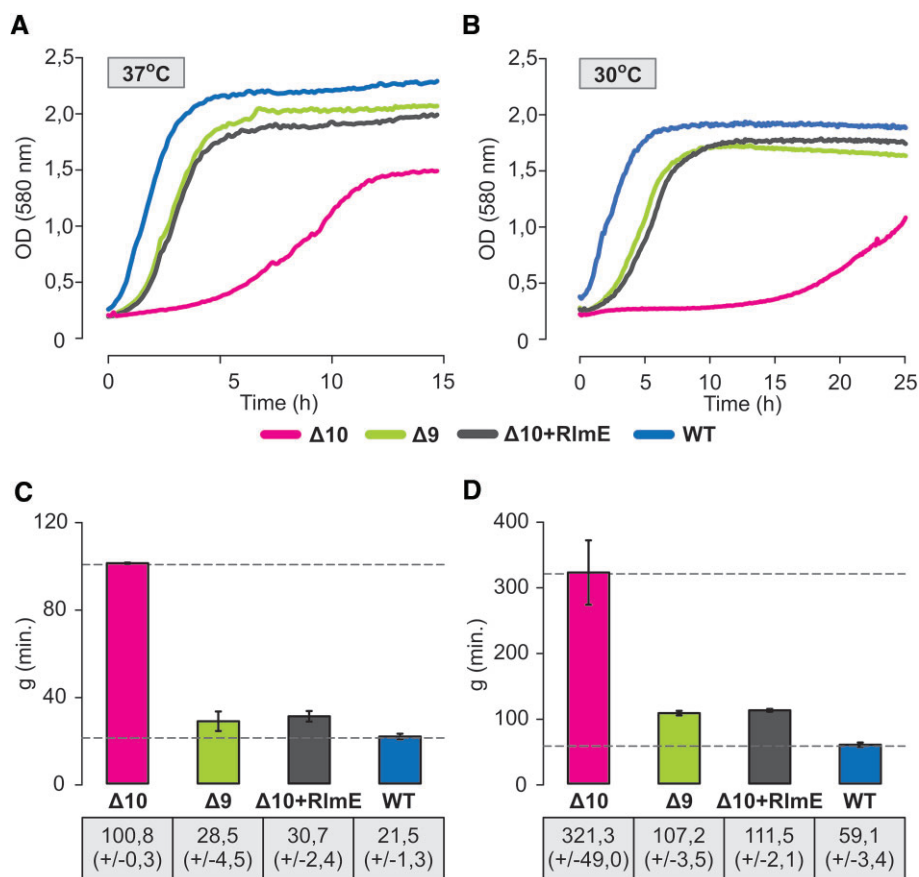 A
37°C
2,5
2,0
1,5
1,0
0,5
0
OD (580 nm)
0 5 10 15
Time (h)
B
30°C
2,5
2,0
1,5
1,0
0,5
0
OD (580 nm)
0 5 10 15 20 25
Time (h)
Δ10 Δ9 Δ10+RlmE WT
C
120
80
40
0
g (min.)
Δ10 Δ9 Δ10+RlmE WT
100,8 28,5 30,7 21,5
(+/-0,3) (+/-4,5) (+/-2,4) (+/-1,3)
D
400
300
200
100
0
g (min.)
Δ10 Δ9 Δ10+RlmE WT
321,3 107,2 111,5 59,1
(+/-49,0) (+/-3,5) (+/-2,1) (+/-3,4)